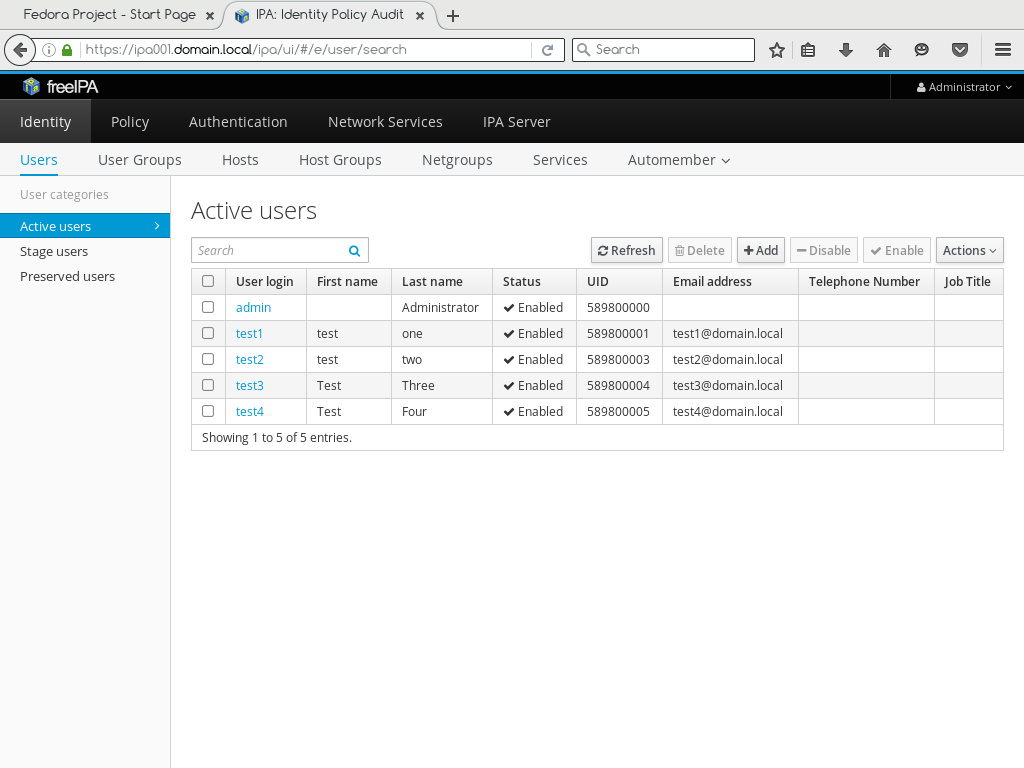 Fedora Project - Start Page
IPA: Identity Policy Audit
https://ipa001.domain.local/ipa/ui/#/e/user/search
Search
freeIPA
Administrator
Identity Policy Authentication Network Services IPA Server
Users User Groups Hosts Host Groups Netgroups Services Automember
User categories
Active users
Stage users
Preserved users
Active users
Search
Refresh Delete Add Disable Enable Actions
User login First name Last name Status UID Email address Telephone Number Job Title
admin Administrator Enabled 589800000
test1 test one Enabled 589800001 test1@domain.local
test2 test two Enabled 589800003 test2@domain.local
test3 Test Three Enabled 589800004 test3@domain.local
test4 Test Four Enabled 589800005 test4@domain.local
Showing 1 to 5 of 5 entries.